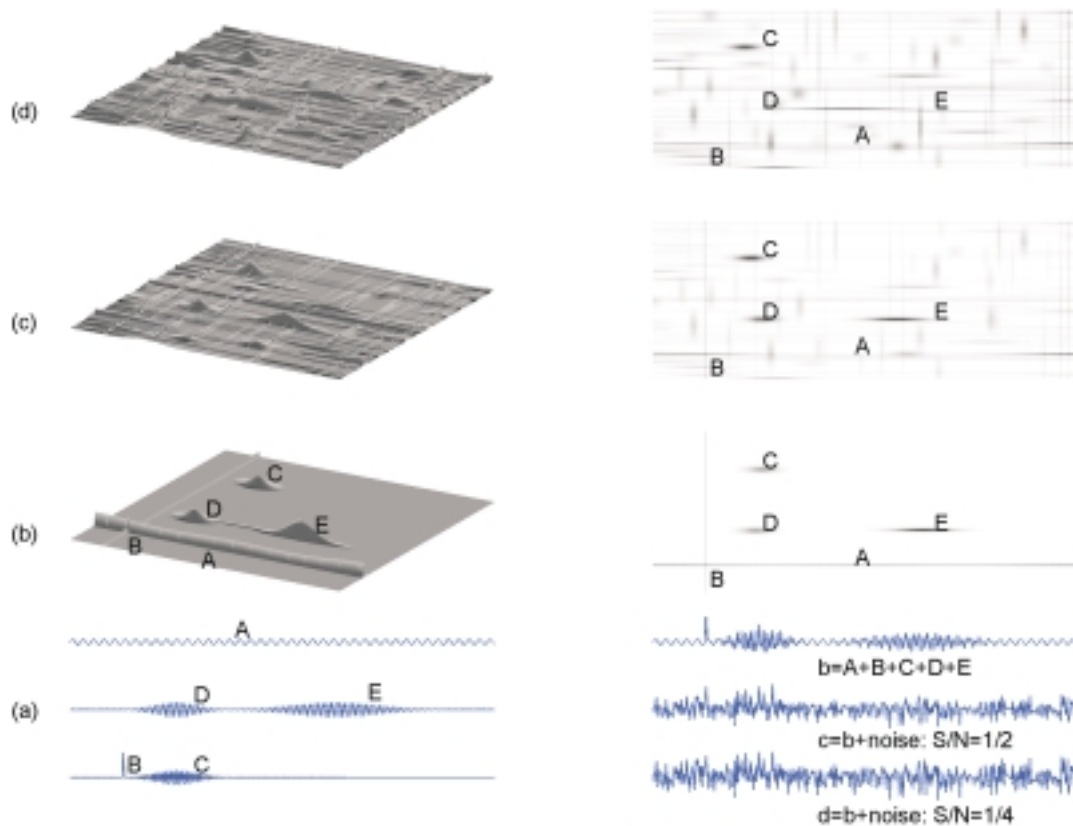 (d)
C
D
E
A
B
(c)
C
D
E
A
B
(b)
C
D
E
B
A
C
D
E
A
B
A
b=A+B+C+D+E
(a)
D
E
c=b+noise: S/N=1/2
B
C
d=b+noise: S/N=1/4